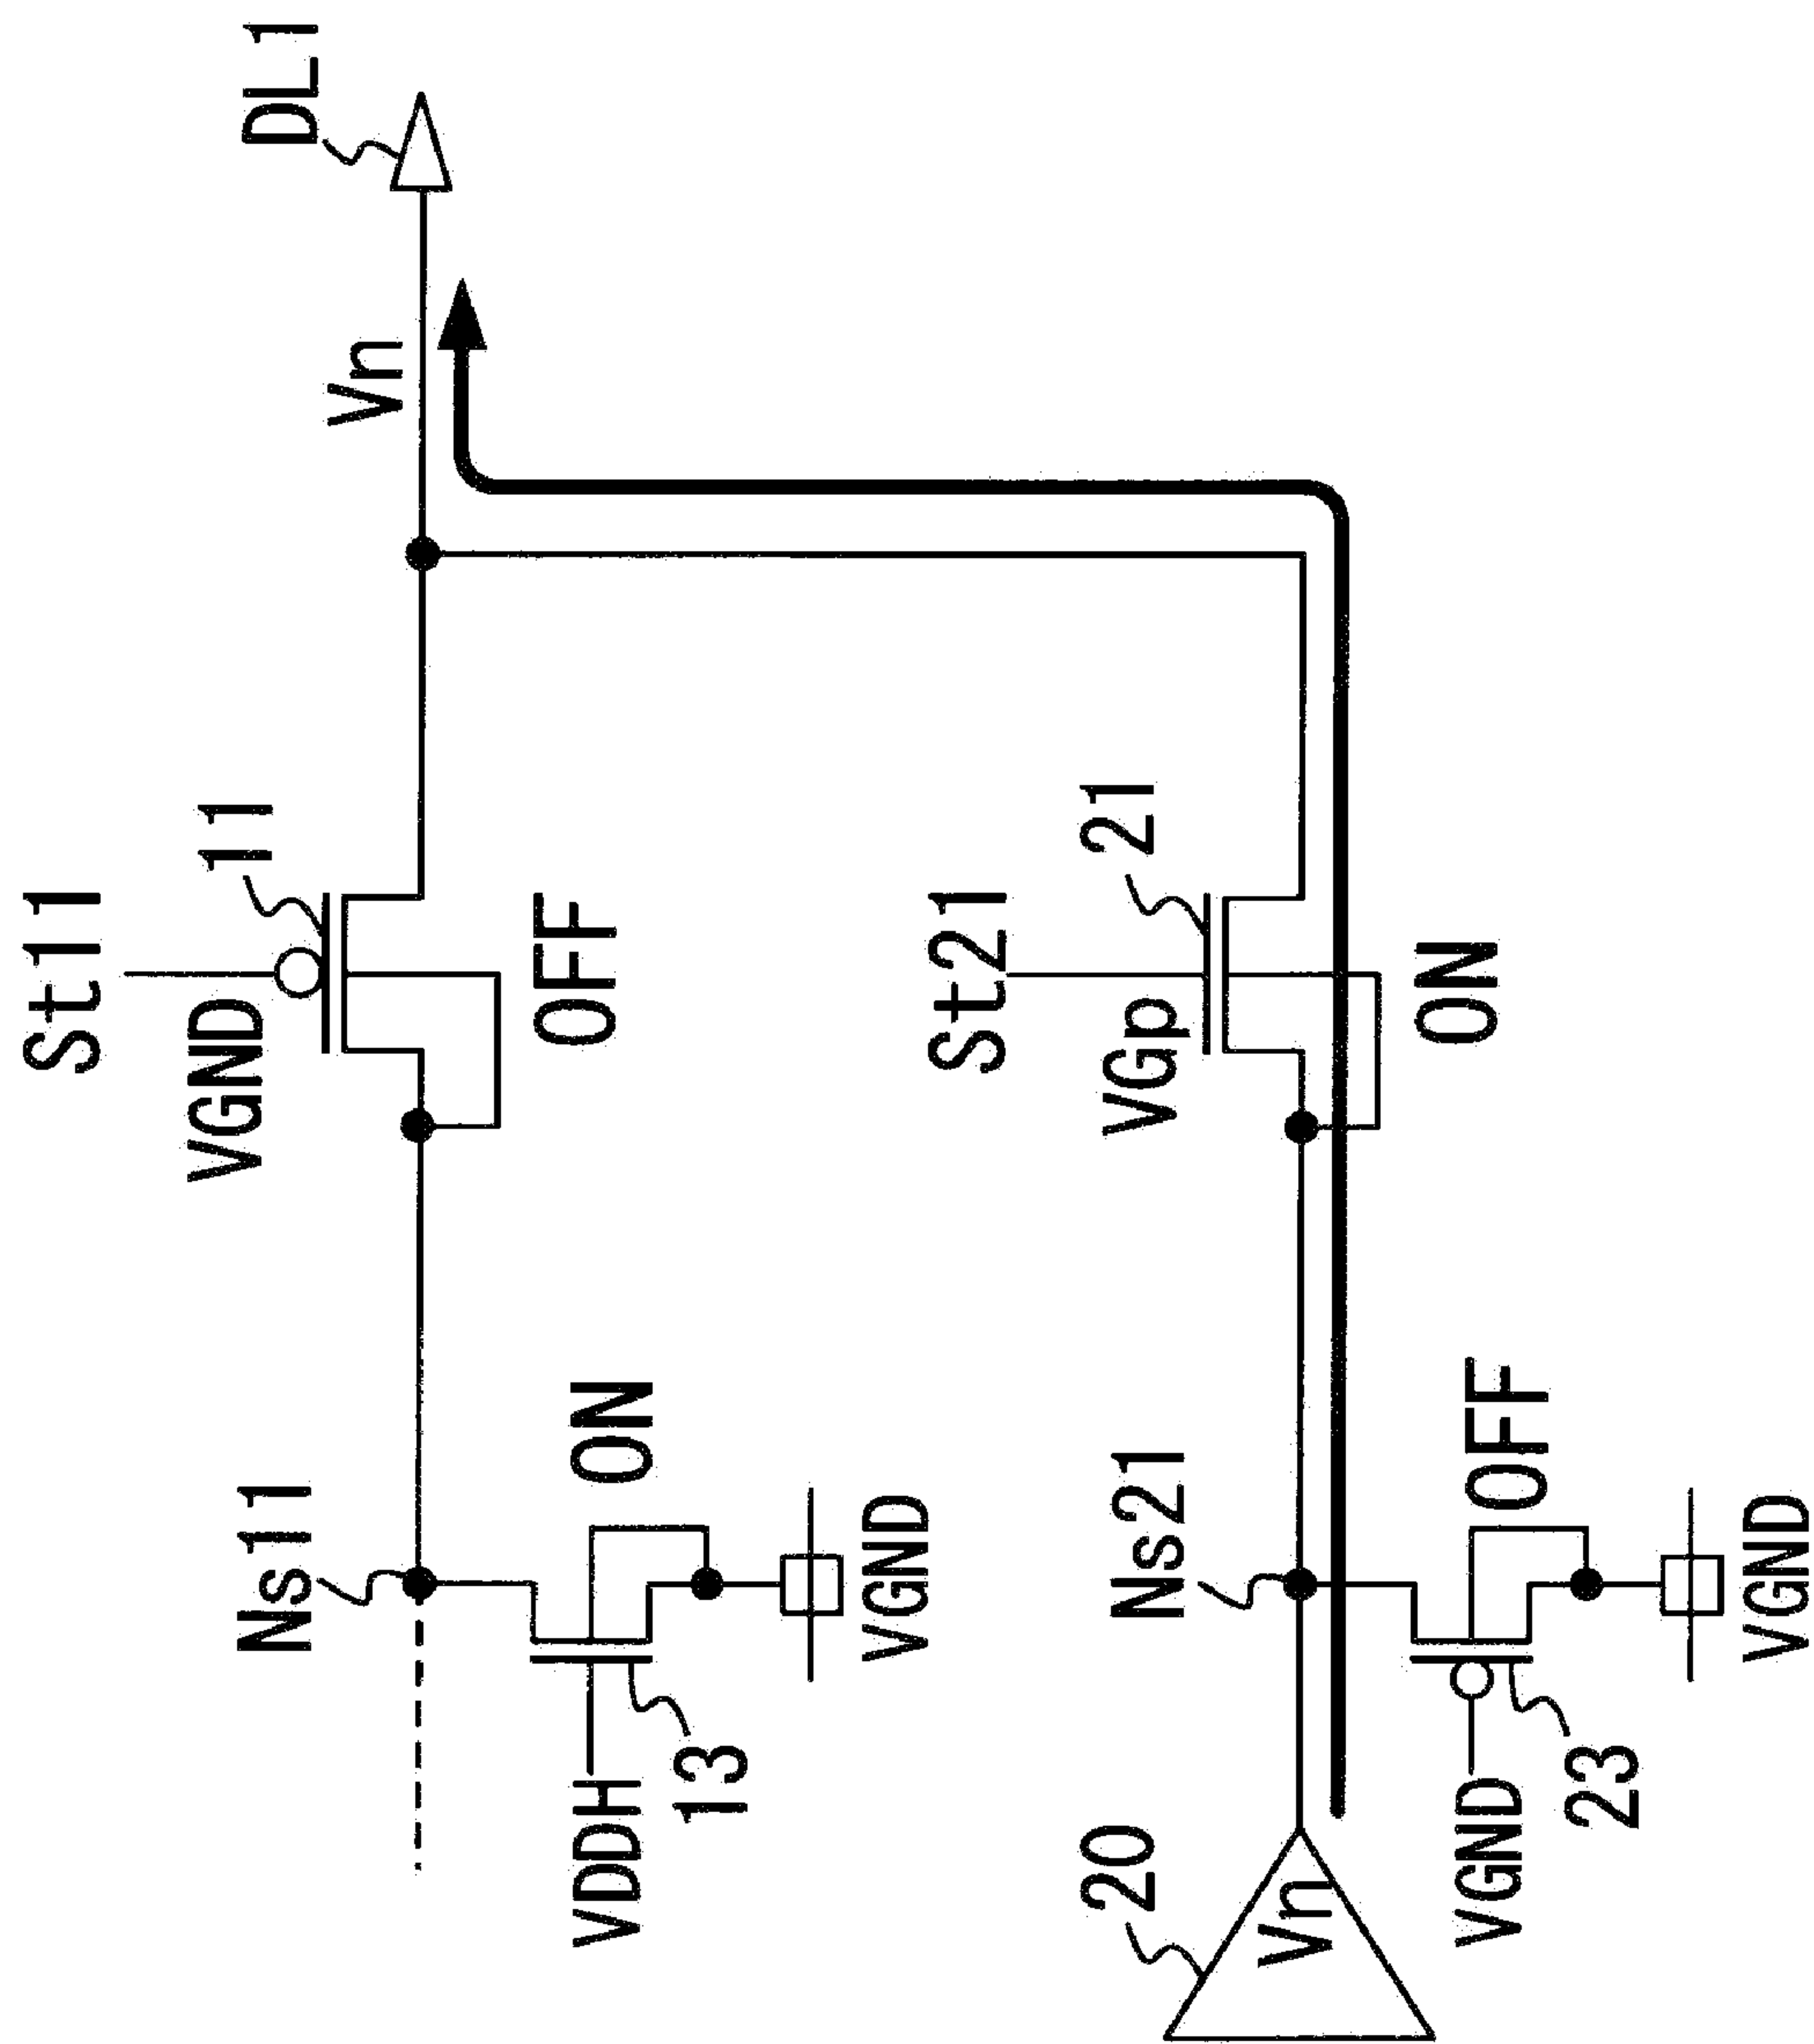 St11
VGND
11
OFF
Vn
DL1
Ns11
ON
VDDH
13
VGND
St21
VGp
21
ON
Ns21
OFF
20
Vn
VGND
23
VGND